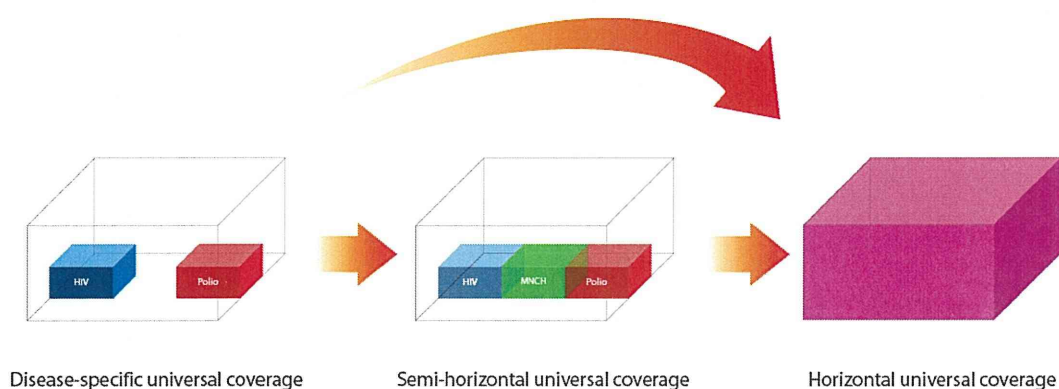 HIV
Polio
HIV
MNCH
Polio
Disease-specific universal coverage
Semi-horizontal universal coverage
Horizontal universal coverage